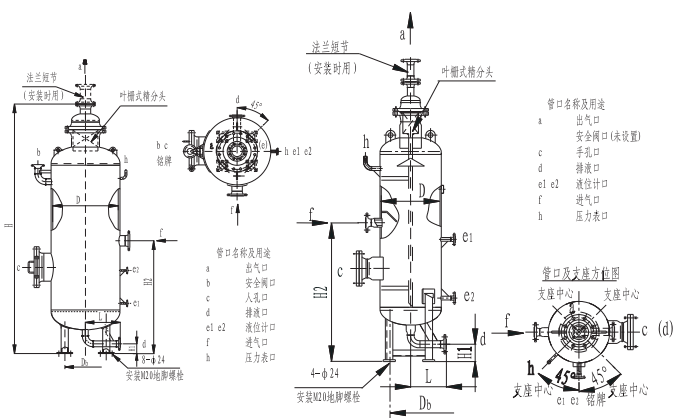 a
法兰短节
(安装时用)
叶栅式精分头
b
h
D
H
f
c
e2
e1
H2
L
d
H1
8-φ24
Db
安装M20地脚螺栓
d
45°
b c
铭牌
(e1)
h e1 e2
f
管口名称及用途
a 出气口
b 安全阀口
c 人孔口
d 排液口
e1 e2 液位计口
f 进气口
h 压力表口
a
法兰短节
(安装时用)
叶栅式精分头
h
D
f
e1
c
H2
e2
d
H1
4-φ24
L
安装M20地脚螺栓
Db
管口名称及用途
a 出气口
安全阀口(未设置)
c 手孔口
d 排液口
e1 e2 液位计口
f 进气口
h 压力表口
管口及支座方位图
支座中心 支座中心
f
c (d)
h 45° 45°
支座中心 支座中心
e1 e2 铭牌